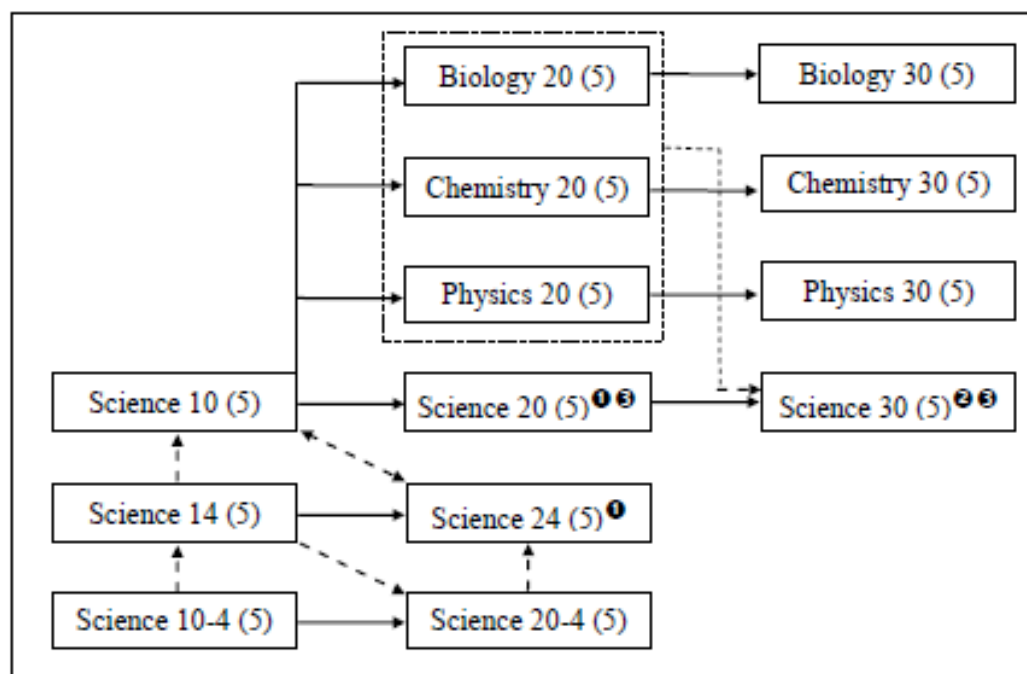 Biology 20 (5)
Biology 30 (5)
Chemistry 20 (5)
Chemistry 30 (5)
Physics 20 (5)
Physics 30 (5)
Science 10 (5)
Science 20 (5)❶❸
Science 30 (5)❷❸
Science 14 (5)
Science 24 (5)❶
Science 10-4 (5)
Science 20-4 (5)